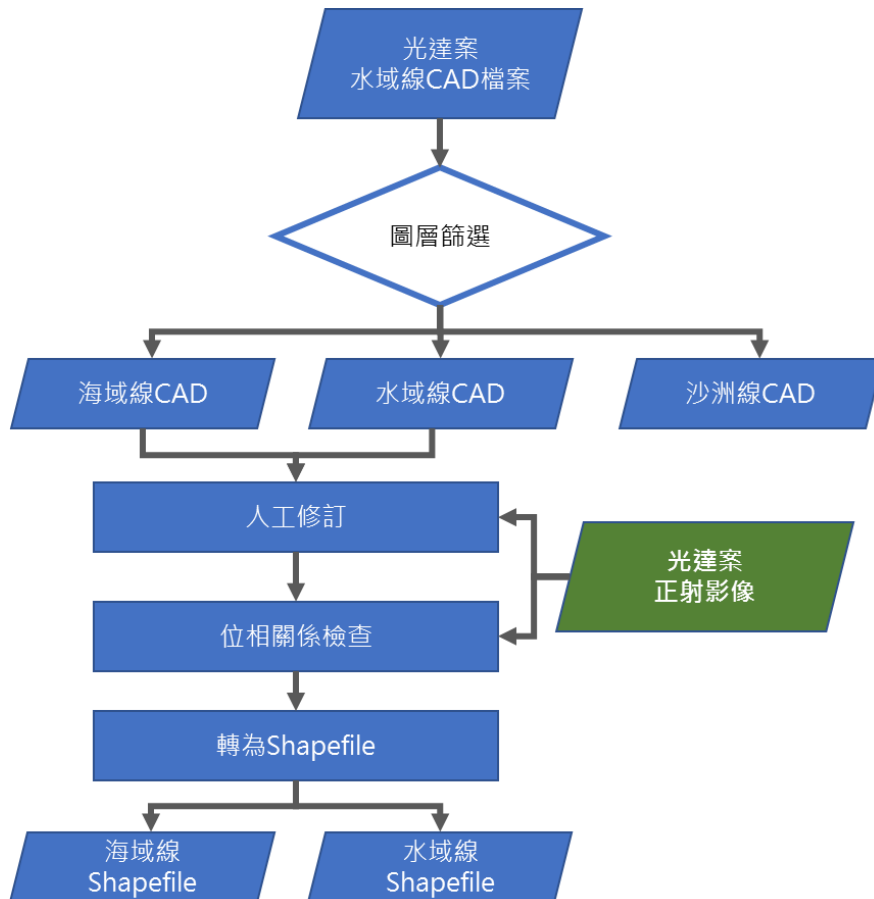 光達案
水域線CAD檔案
圖層篩選
海域線CAD
水域線CAD
沙洲線CAD
人工修訂
光達案
正射影像
位相關係檢查
轉為Shapefile
海域線
Shapefile
水域線
Shapefile